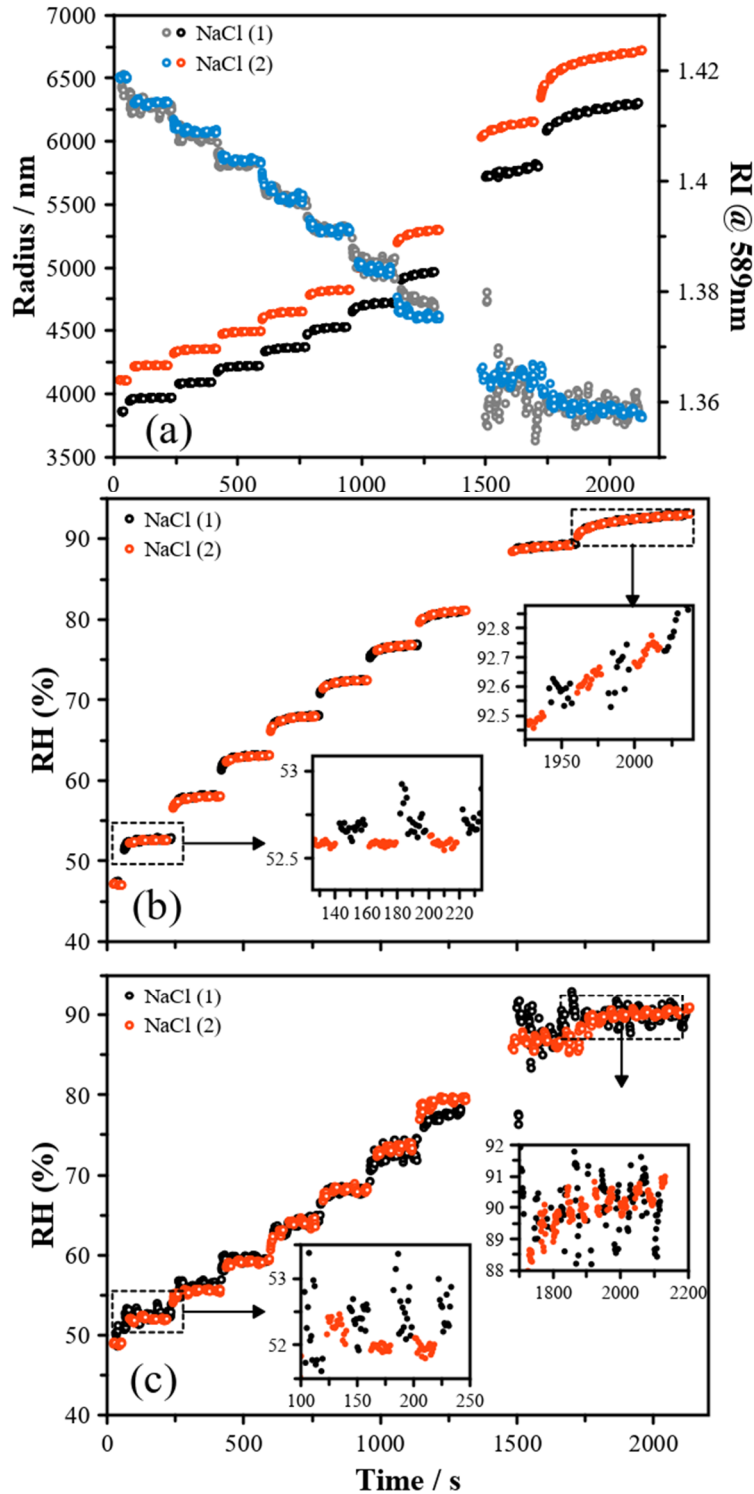 7000
6500
6000
5500
5000
4500
4000
3500
Radius / nm
NaCl (1)
NaCl (2)
1.42
1.4
1.38
1.36
RI @ 589nm
(a)
0 500 1000 1500 2000
90
80
70
60
50
40
RH (%)
NaCl (1)
NaCl (2)
92.8
92.7
92.6
92.5
1950 2000
53
52.5
140 160 180 200 220
(b)
90
80
70
60
50
40
RH (%)
NaCl (1)
NaCl (2)
92
91
90
89
88
1800 2000 2200
53
52
100 150 200 250
(c)
0 500 1000 1500 2000
Time / s